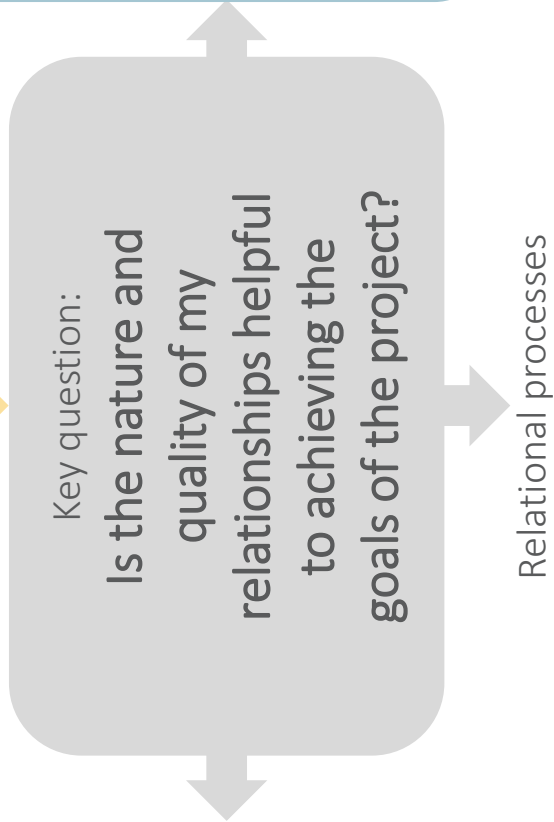 Key question:
Is the nature and
quality of my
relationships helpful
to achieving the
goals of the project?
Relational processes